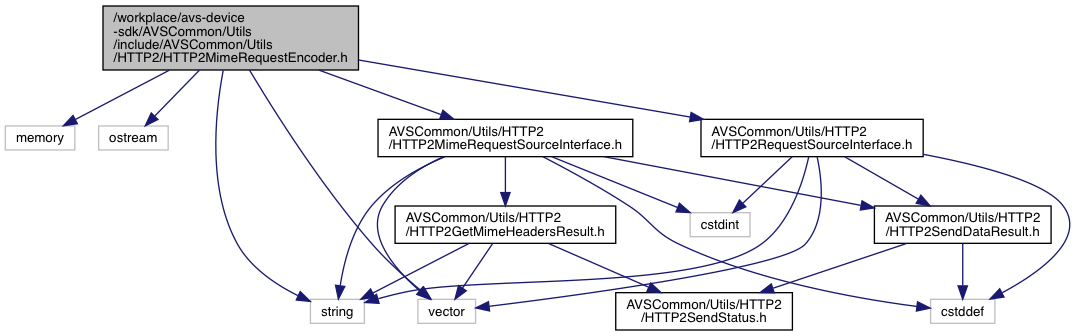 /workplace/avs-device
-sdk/AVSCommon/Utils
/include/AVSCommon/Utils
/HTTP2/HTTP2MimeRequestEncoder.h
memory
ostream
AVSCommon/Utils/HTTP2
/HTTP2MimeRequestSourceInterface.h
AVSCommon/Utils/HTTP2
/HTTP2RequestSourceInterface.h
AVSCommon/Utils/HTTP2
/HTTP2GetMimeHeadersResult.h
cstdint
AVSCommon/Utils/HTTP2
/HTTP2SendDataResult.h
string
vector
AVSCommon/Utils/HTTP2
/HTTP2SendStatus.h
cstddef